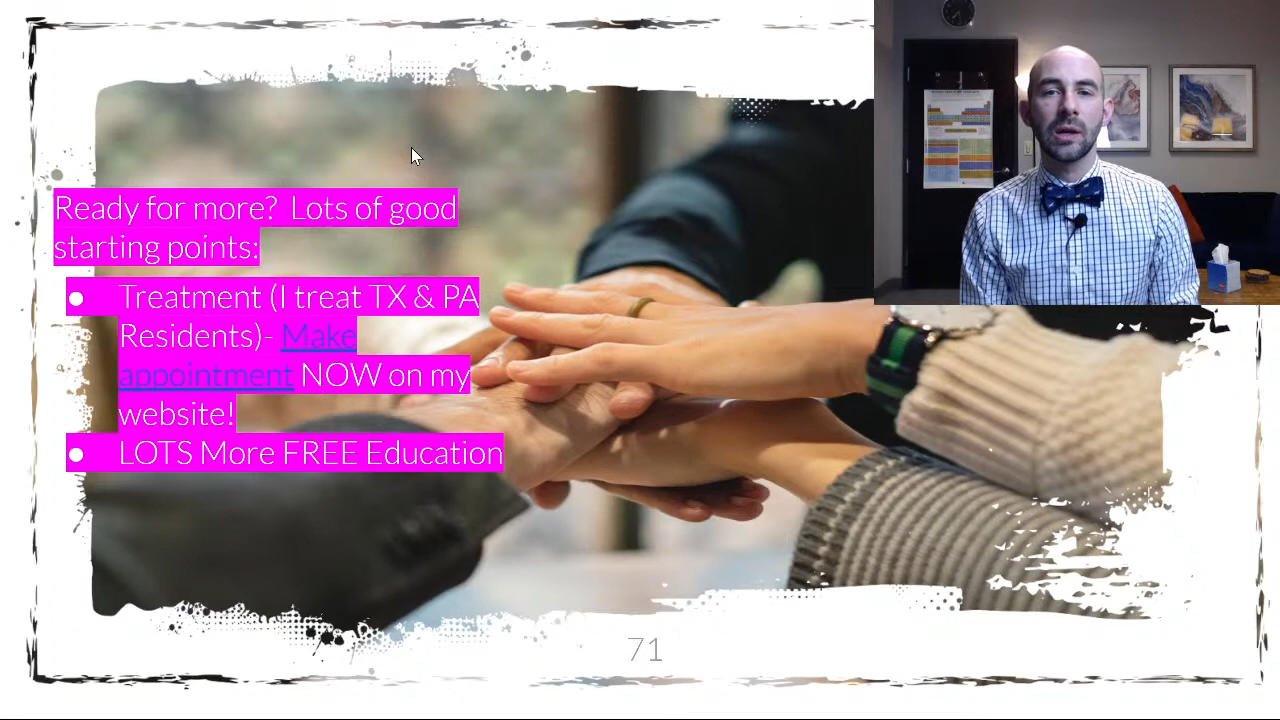 Ready for more?  Lots of good
starting points:
● Treatment (I treat TX & PA
Residents)- Make
appointment NOW on my
website!
● LOTS More FREE Education
71